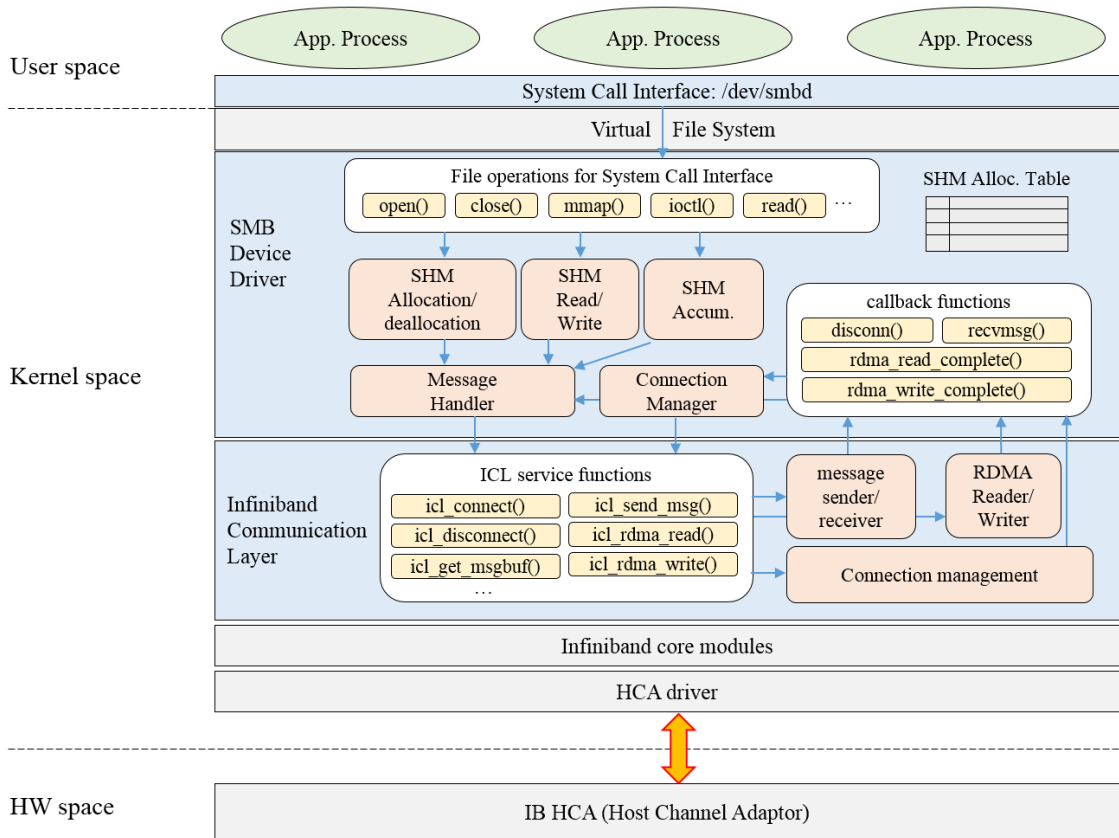 App. Process
App. Process
App. Process
User space
System Call Interface: /dev/smbd
Virtual File System
File operations for System Call Interface
open()
close()
mmap()
ioctl()
read()
…
SHM Alloc. Table
SMB
Device
Driver
SHM
Allocation/
deallocation
SHM
Read/
Write
SHM
Accum.
callback functions
disconn()
recvmsg()
rdma_read_complete()
rdma_write_complete()
Kernel space
Message
Handler
Connection
Manager
Infiniband
Communication
Layer
ICL service functions
icl_connect()
icl_send_msg()
icl_disconnect()
icl_rdma_read()
icl_get_msgbuf()
icl_rdma_write()
…
message
sender/
receiver
RDMA
Reader/
Writer
Connection management
Infiniband core modules
HCA driver
HW space
IB HCA (Host Channel Adaptor)